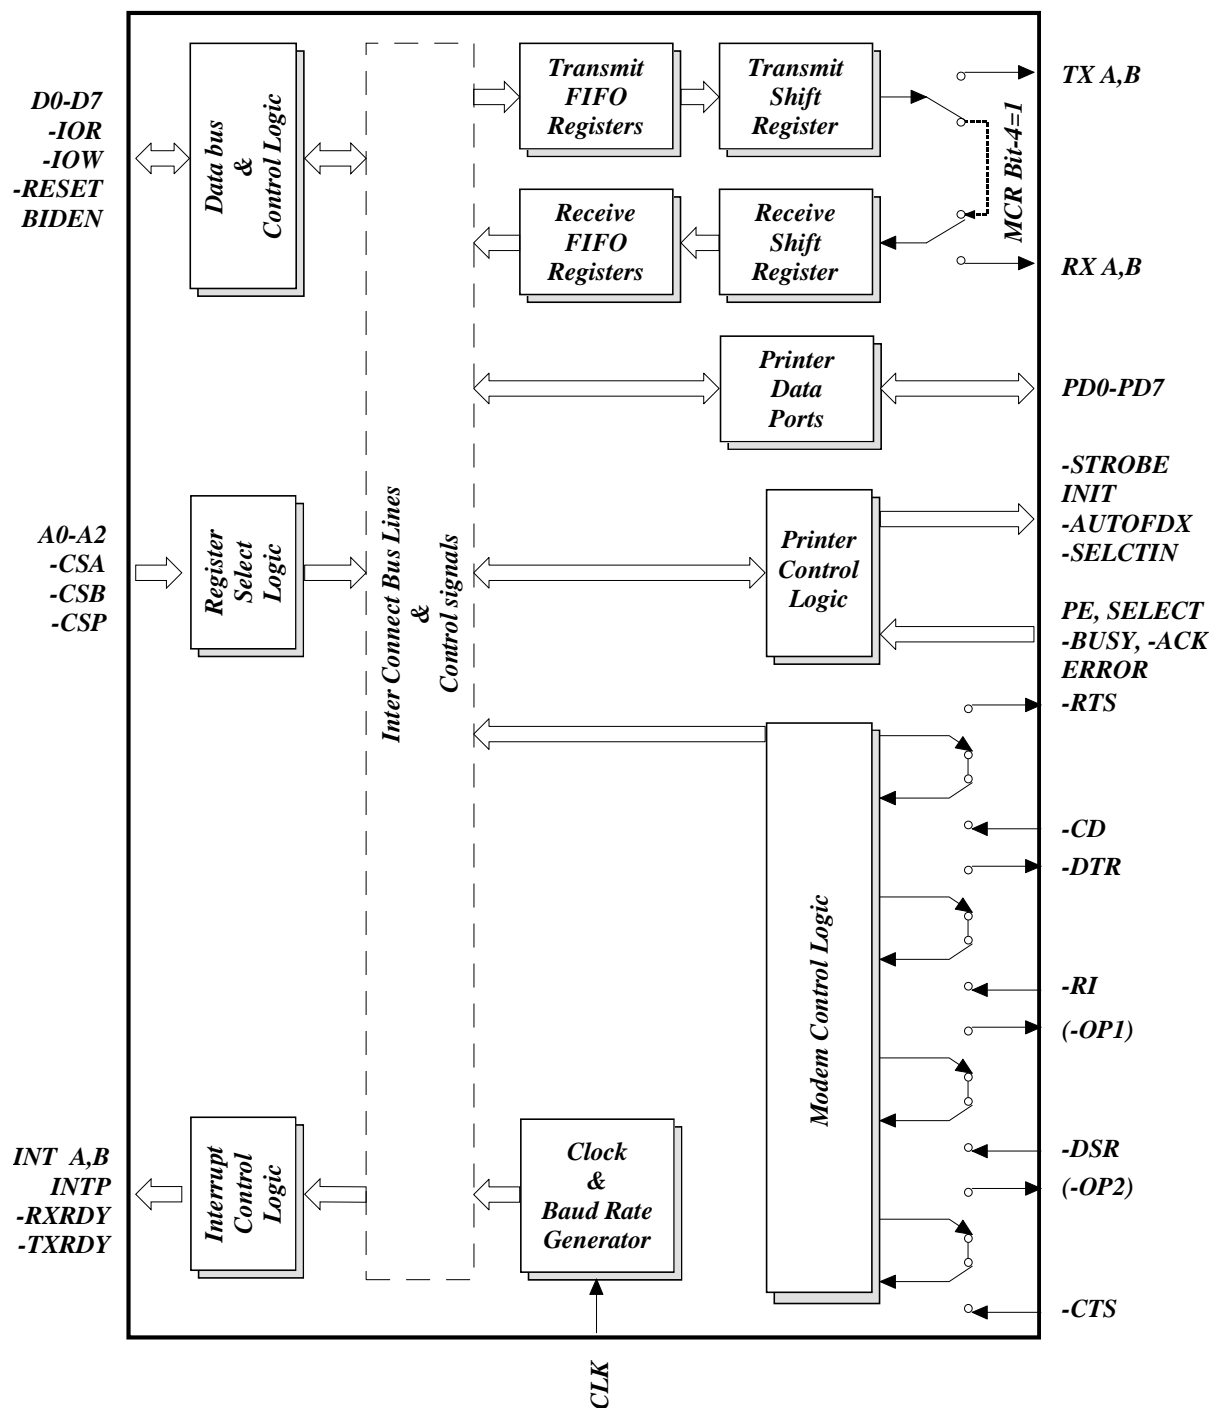 D0-D7
-IOR
-IOW
-RESET
BIDEN
Data bus
&
Control Logic
A0-A2
-CSA
-CSB
-CSP
Register
Select
Logic
INT A,B
INTP
-RXRDY
-TXRDY
Interrupt
Control
Logic
Inter Connect Bus Lines
&
Control signals
Transmit
FIFO
Registers
Transmit
Shift
Register
Receive
FIFO
Registers
Receive
Shift
Register
MCR Bit-4=1
TX A,B
RX A,B
Printer
Data
Ports
PD0-PD7
Printer
Control
Logic
-STROBE
INIT
-AUTOFDX
-SELCTIN
PE, SELECT
-BUSY, -ACK
ERROR
Modem Control Logic
-RTS
-CD
-DTR
-RI
(-OP1)
-DSR
(-OP2)
-CTS
Clock
&
Baud Rate
Generator
CLK